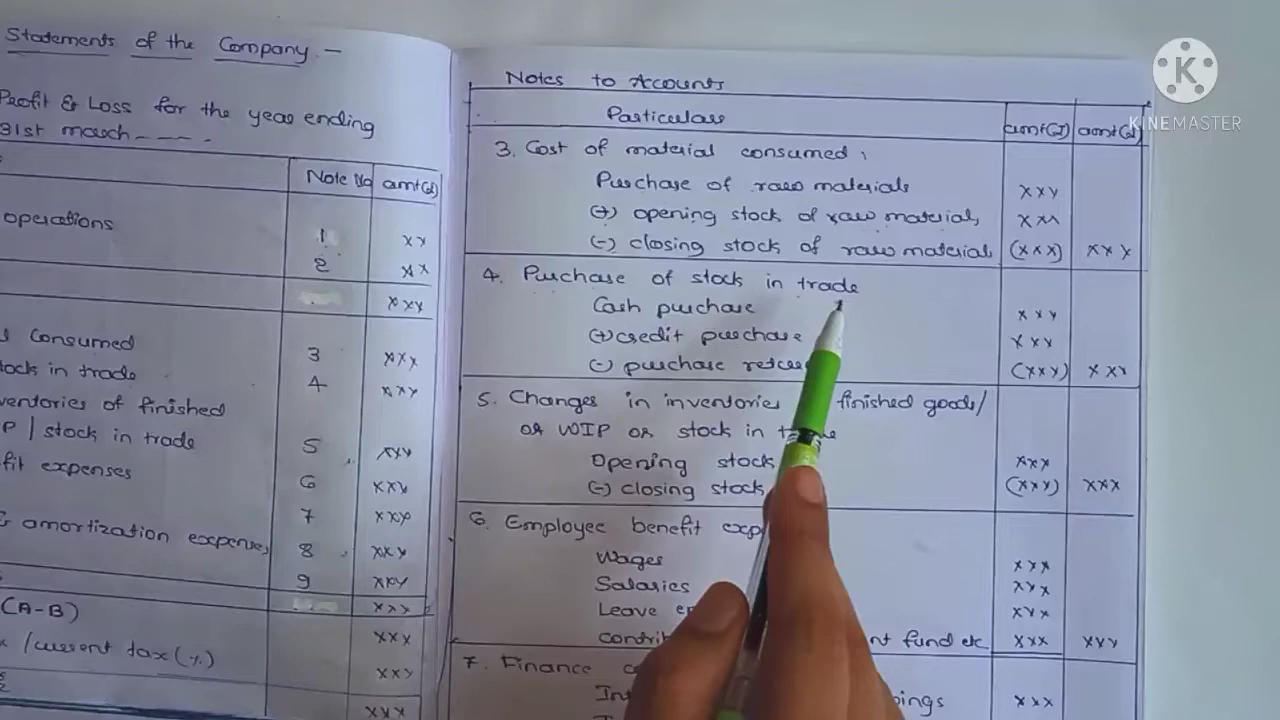 Statements of the Company.-
Profit & Loss for the year ending
31st march----.
Note No amt(₹)
operations 1 xx
2 xx
xxx
Consumed 3 xxx
stock in trade 4 xxx
inventories of finished
WIP / stock in trade 5 xxx
benefit expenses 6 xxx
7 xxx
& amortization expenses 8 xxx
9 xxx
(A-B) xxx
/current tax(%) xxx
xxx
xxx
Notes to Accounts
Particulars amt(₹) amt(₹)
3. Cost of material consumed:
Purchase of raw materials xxx
(+) opening stock of raw materials xxx
(-) closing stock of raw material (xxx) xxx
4. Purchase of stock in trade
Cash purchase xxx
(+) credit purchase xxx
(-) purchase (xxx) xxx
5. Changes in inventories finished goods/
or WIP or stock in
Opening stock xxx
(-) closing stock (xxx) xxx
6. Employee benefit
Wages xxx
Salaries xxx
Leave xxx
fund etc xxx xxx
7. Finance
xxx
K
KINEMASTER